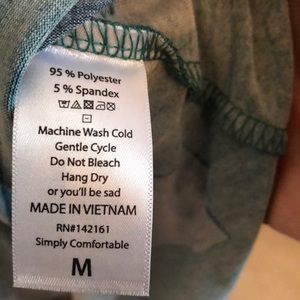 95 % Polyester
5 % Spandex
Machine Wash Cold
Gentle Cycle
Do Not Bleach
Hang Dry
or you'll be sad
MADE IN VIETNAM
RN#142161
Simply Comfortable
M